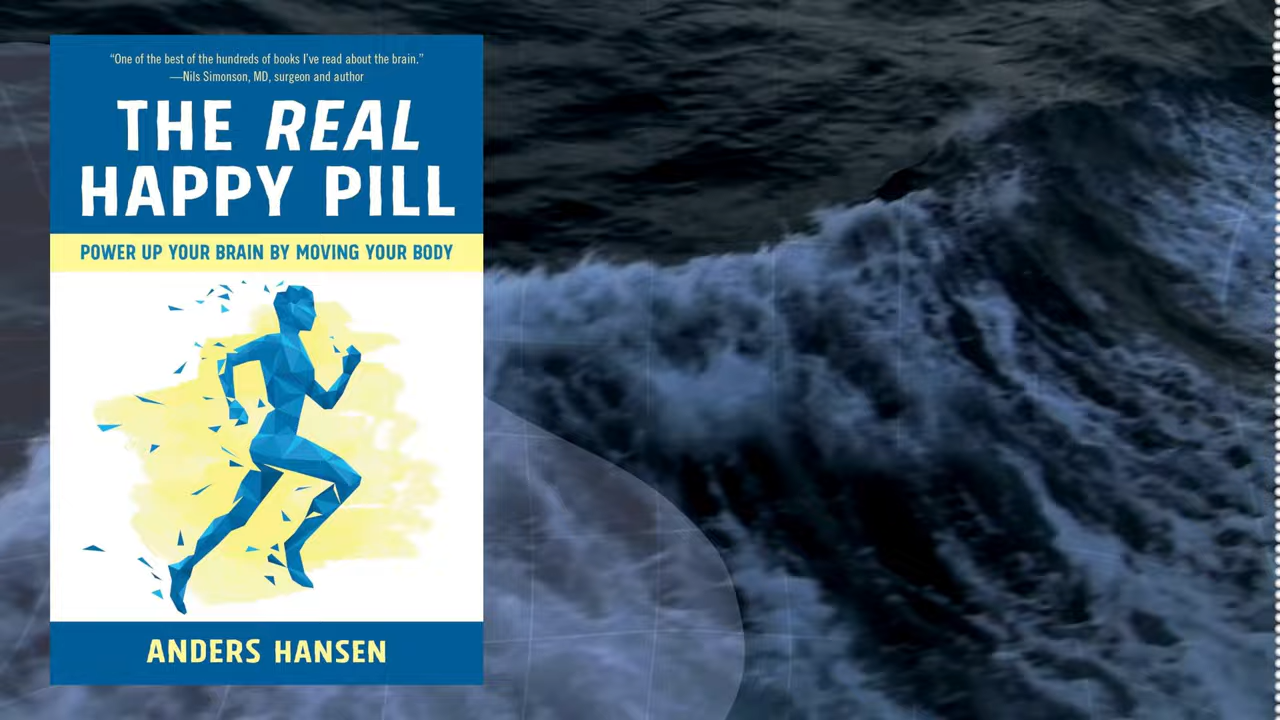 “One of the best of the hundreds of books I’ve read about the brain.”
—Nils Simonson, MD, surgeon and author
THE REAL
HAPPY PILL
POWER UP YOUR BRAIN BY MOVING YOUR BODY
ANDERS HANSEN